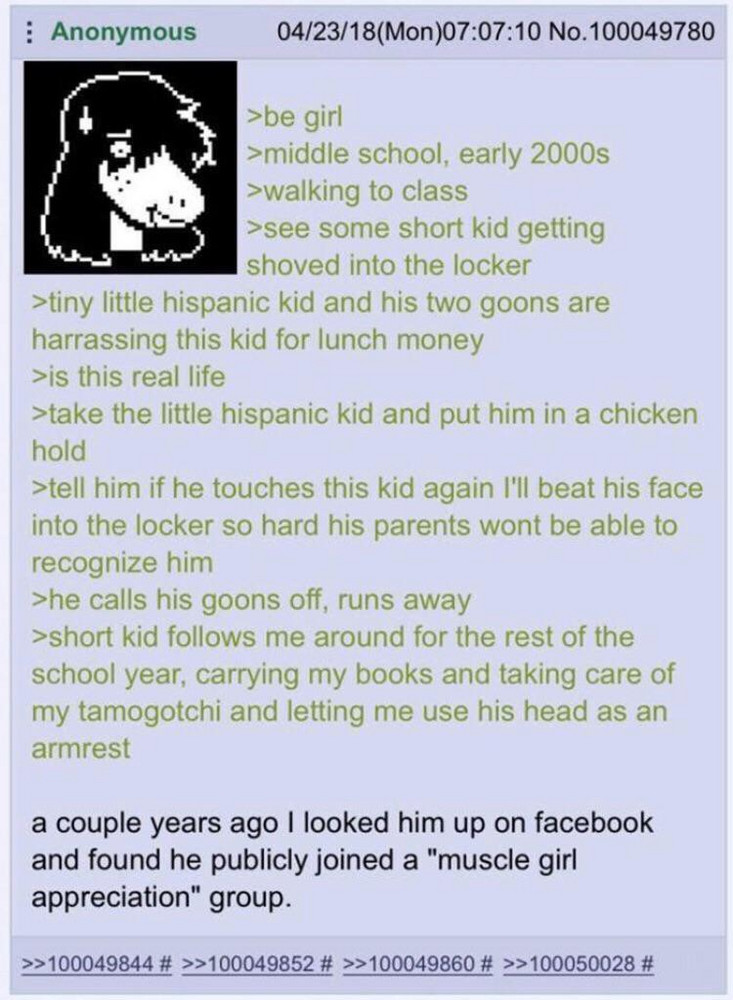 Anonymous 04/23/18(Mon)07:07:10 No.100049780
>be girl
>middle school, early 2000s
>walking to class
>see some short kid getting
shoved into the locker
>tiny little hispanic kid and his two goons are
harrassing this kid for lunch money
>is this real life
>take the little hispanic kid and put him in a chicken
hold
>tell him if he touches this kid again I'll beat his face
into the locker so hard his parents wont be able to
recognize him
>he calls his goons off, runs away
>short kid follows me around for the rest of the
school year, carrying my books and taking care of
my tamogotchi and letting me use his head as an
armrest
a couple years ago I looked him up on facebook
and found he publicly joined a "muscle girl
appreciation" group.
>>100049844 # >>100049852 # >>100049860 # >>100050028 #